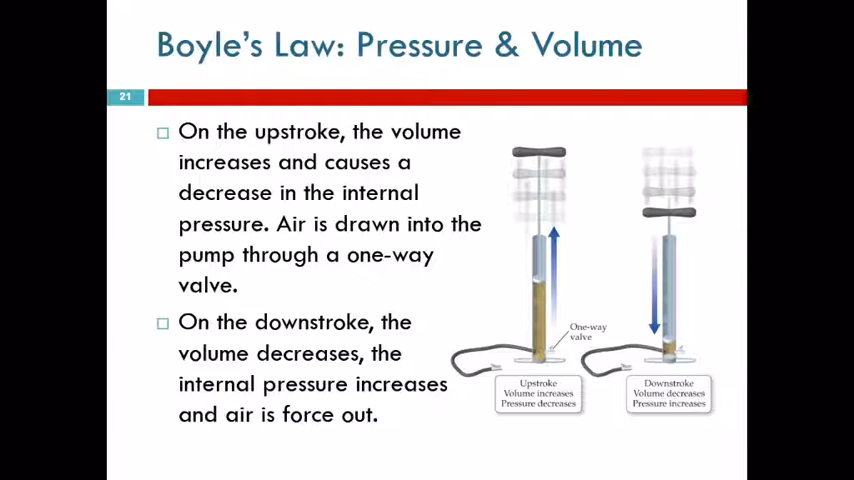 Boyle's Law: Pressure & Volume
21
On the upstroke, the volume
increases and causes a
decrease in the internal
pressure. Air is drawn into the
pump through a one-way
valve.
On the downstroke, the
volume decreases, the
internal pressure increases
and air is force out.
One-way
valve
Upstroke
Volume increases
Pressure decreases
Downstroke
Volume decreases
Pressure increases